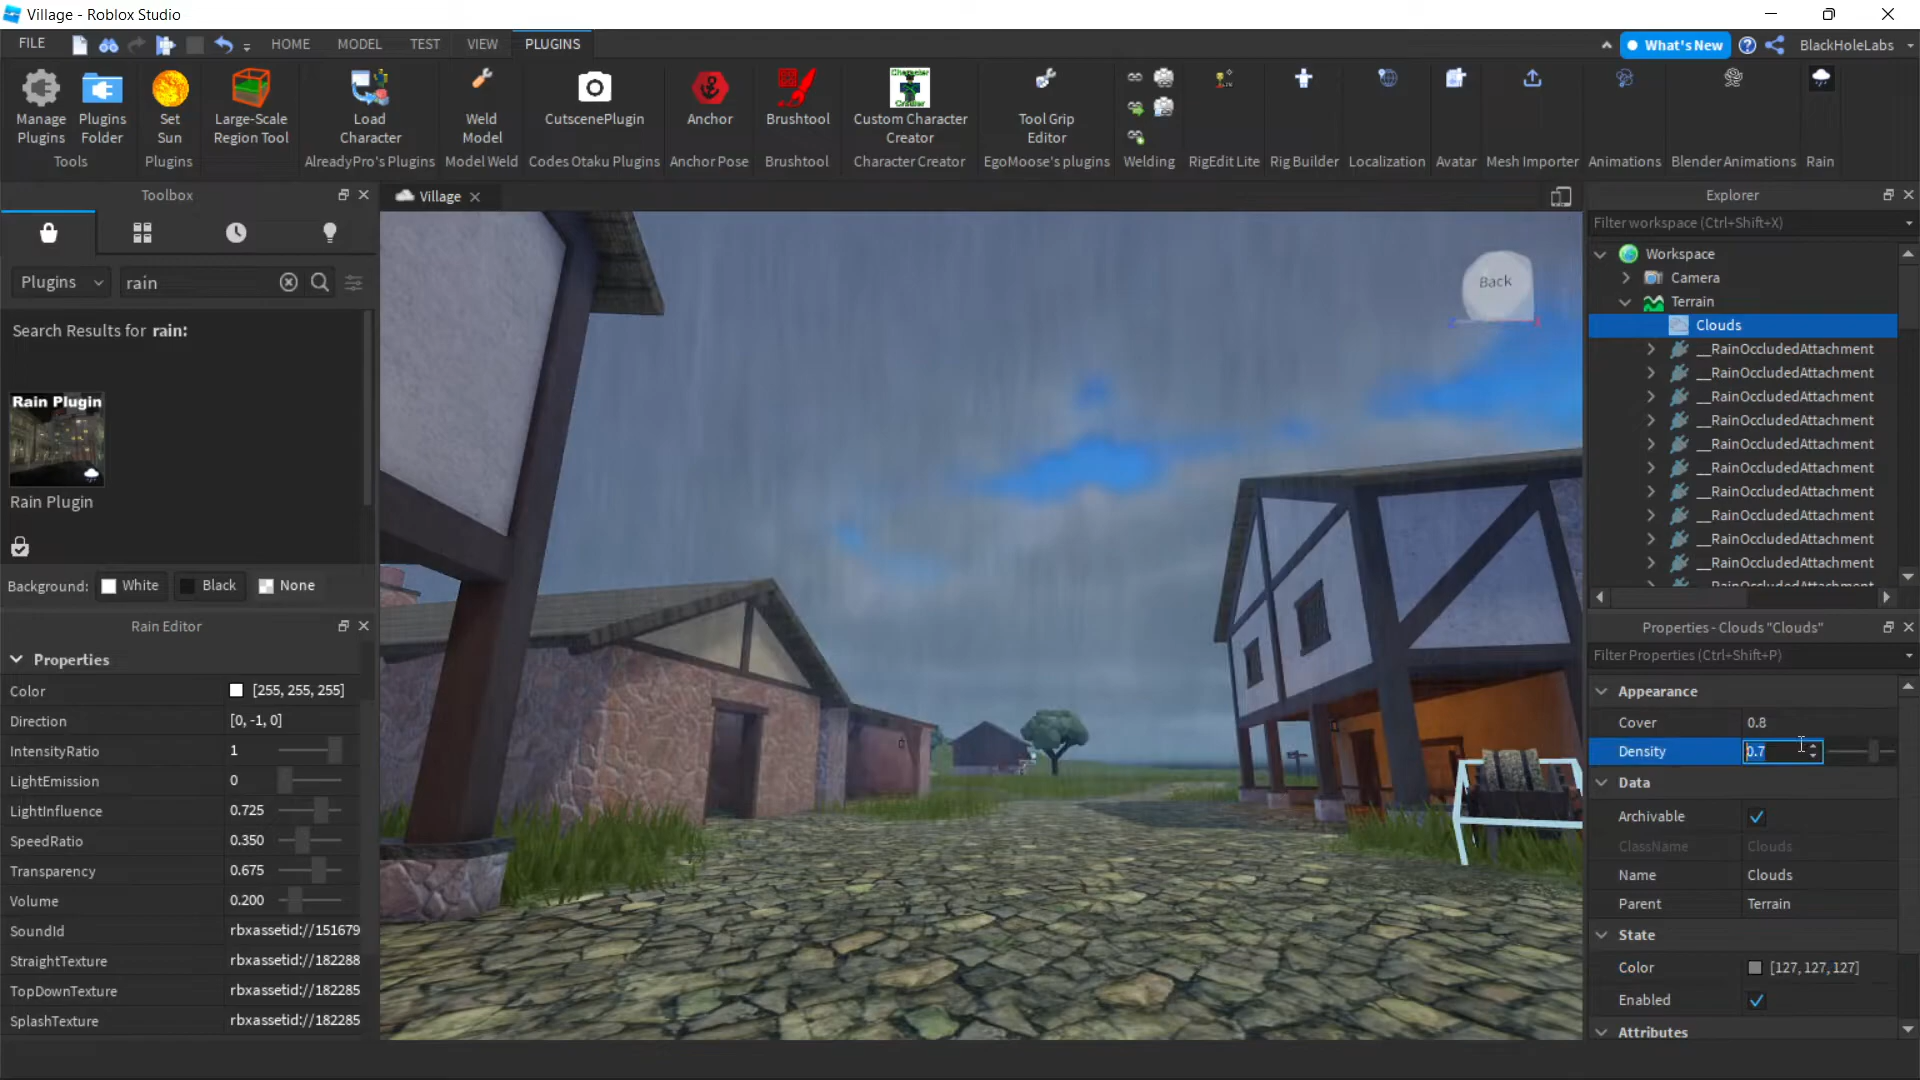 Village - Roblox Studio
FILE
HOME
MODEL
TEST
VIEW
PLUGINS
What's New
BlackHoleLabs
Manage Plugins
Plugins Folder
Set Sun
Large-Scale Region Tool
Load Character
Weld Model
CutscenePlugin
Anchor
Brushtool
Custom Character Creator
Tool Grip Editor
Tools
Plugins
AlreadyPro's Plugins
Model Weld
Codes Otaku Plugins
Anchor Pose
Brushtool
Character Creator
EgoMoose's plugins
Welding
RigEdit Lite
Rig Builder
Localization
Avatar
Mesh Importer
Animations
Blender Animations
Rain
Toolbox
Plugins
rain
Search Results for rain:
Rain Plugin
Rain Plugin
Background: White Black None
Rain Editor
Properties
Color [255, 255, 255]
Direction [0, -1, 0]
IntensityRatio 1
LightEmission 0
LightInfluence 0.725
SpeedRatio 0.350
Transparency 0.675
Volume 0.200
SoundId rbxassetid://151679
StraightTexture rbxassetid://182288
TopDownTexture rbxassetid://182285
SplashTexture rbxassetid://182285
Village
Back
Explorer
Filter workspace (Ctrl+Shift+X)
Workspace
Camera
Terrain
Clouds
__RainOccludedAttachment
__RainOccludedAttachment
__RainOccludedAttachment
__RainOccludedAttachment
__RainOccludedAttachment
__RainOccludedAttachment
__RainOccludedAttachment
__RainOccludedAttachment
__RainOccludedAttachment
__RainOccludedAttachment
__RainOccludedAttachment
Properties - Clouds "Clouds"
Filter Properties (Ctrl+Shift+P)
Appearance
Cover 0.8
Density 0.7
Data
Archivable
ClassName Clouds
Name Clouds
Parent Terrain
State
Color [127, 127, 127]
Enabled
Attributes